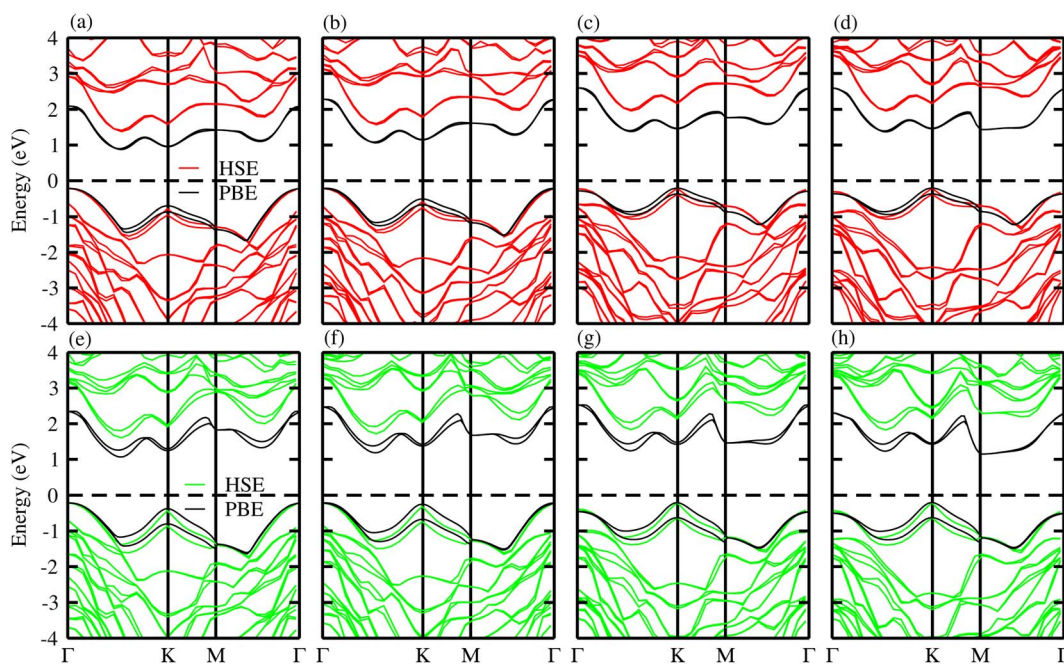 (a) (b) (c) (d)
4
3
2
1
0
-1
-2
-3
-4
Energy (eV)
HSE
PBE
(e) (f) (g) (h)
4
3
2
1
0
-1
-2
-3
-4
Energy (eV)
HSE
PBE
Γ K M Γ K M Γ K M Γ K M Γ